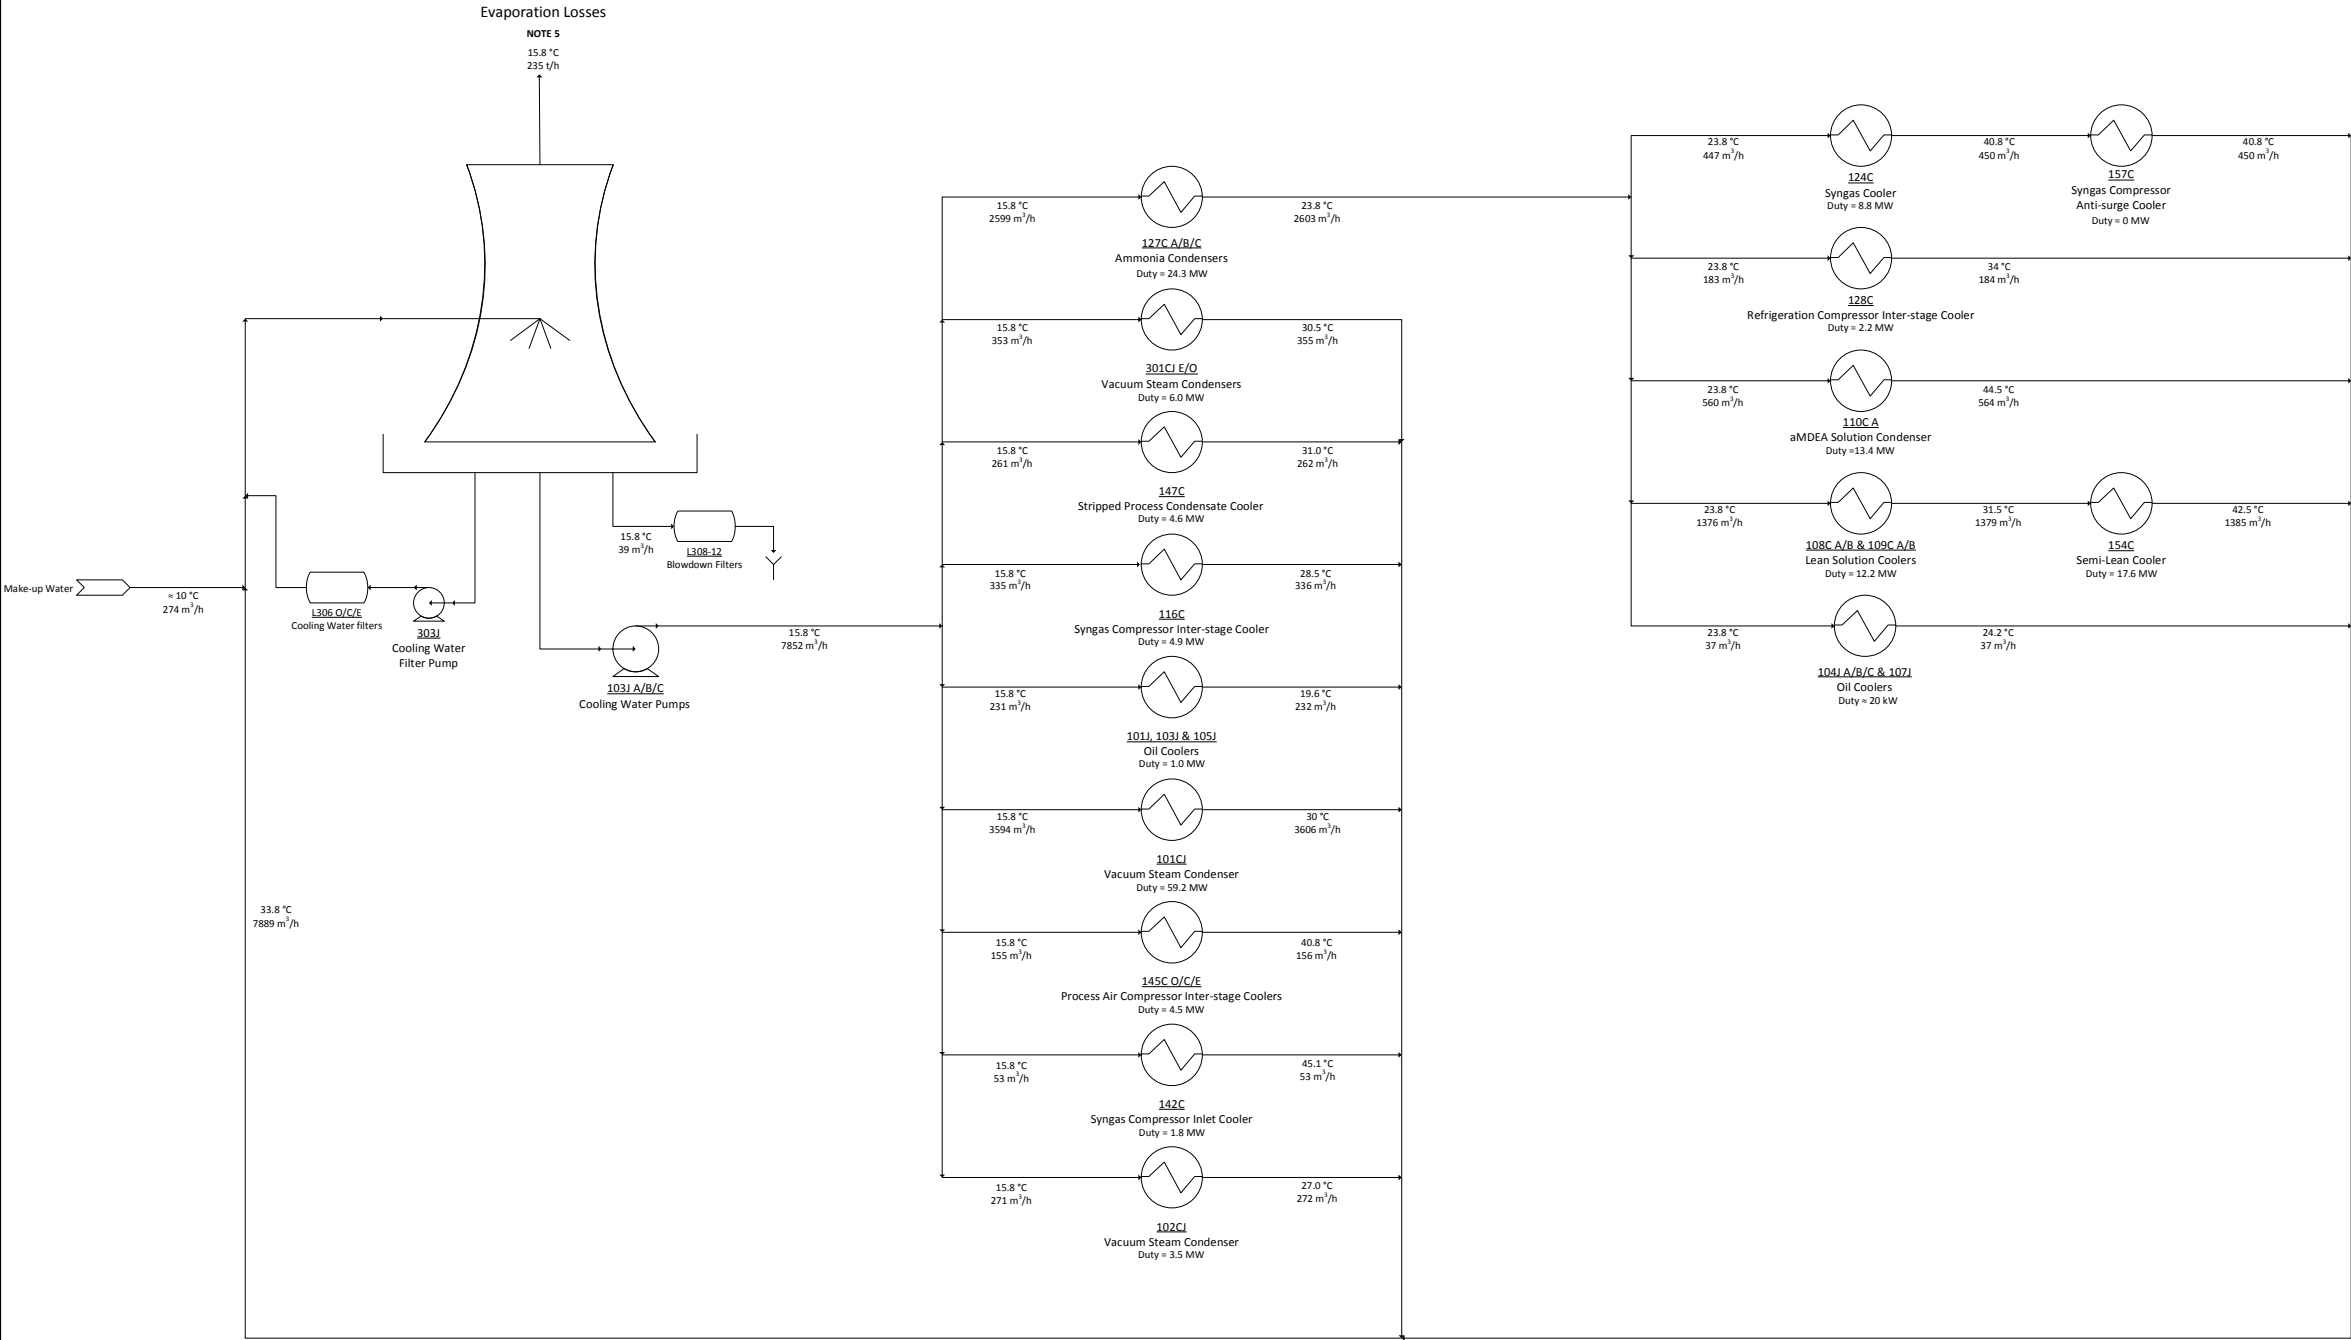 Evaporation Losses
NOTE 5
15.8 °C
235 t/h
Make-up Water
≈ 10 °C
274 m³/h
L306 O/C/E
Cooling Water filters
303J
Cooling Water
Filter Pump
15.8 °C
39 m³/h
L308-12
Blowdown Filters
103J A/B/C
Cooling Water Pumps
15.8 °C
7852 m³/h
33.8 °C
7889 m³/h
15.8 °C
2599 m³/h
23.8 °C
2603 m³/h
127C A/B/C
Ammonia Condensers
Duty = 24.3 MW
15.8 °C
353 m³/h
30.5 °C
355 m³/h
301CJ E/O
Vacuum Steam Condensers
Duty = 6.0 MW
15.8 °C
261 m³/h
31.0 °C
262 m³/h
147C
Stripped Process Condensate Cooler
Duty = 4.6 MW
15.8 °C
335 m³/h
28.5 °C
336 m³/h
116C
Syngas Compressor Inter-stage Cooler
Duty = 4.9 MW
15.8 °C
231 m³/h
19.6 °C
232 m³/h
101J, 103J & 105J
Oil Coolers
Duty = 1.0 MW
15.8 °C
3594 m³/h
30 °C
3606 m³/h
101CJ
Vacuum Steam Condenser
Duty = 59.2 MW
15.8 °C
155 m³/h
40.8 °C
156 m³/h
145C O/C/E
Process Air Compressor Inter-stage Coolers
Duty = 4.5 MW
15.8 °C
53 m³/h
45.1 °C
53 m³/h
142C
Syngas Compressor Inlet Cooler
Duty = 1.8 MW
15.8 °C
271 m³/h
27.0 °C
272 m³/h
102CJ
Vacuum Steam Condenser
Duty = 3.5 MW
23.8 °C
447 m³/h
40.8 °C
450 m³/h
40.8 °C
450 m³/h
124C
Syngas Cooler
Duty = 8.8 MW
157C
Syngas Compressor
Anti-surge Cooler
Duty = 0 MW
23.8 °C
183 m³/h
34 °C
184 m³/h
128C
Refrigeration Compressor Inter-stage Cooler
Duty = 2.2 MW
23.8 °C
560 m³/h
44.5 °C
564 m³/h
110C A
aMDEA Solution Condenser
Duty =13.4 MW
23.8 °C
1376 m³/h
31.5 °C
1379 m³/h
42.5 °C
1385 m³/h
108C A/B & 109C A/B
Lean Solution Coolers
Duty = 12.2 MW
154C
Semi-Lean Cooler
Duty = 17.6 MW
23.8 °C
37 m³/h
24.2 °C
37 m³/h
104J A/B/C & 107J
Oil Coolers
Duty ≈ 20 kW